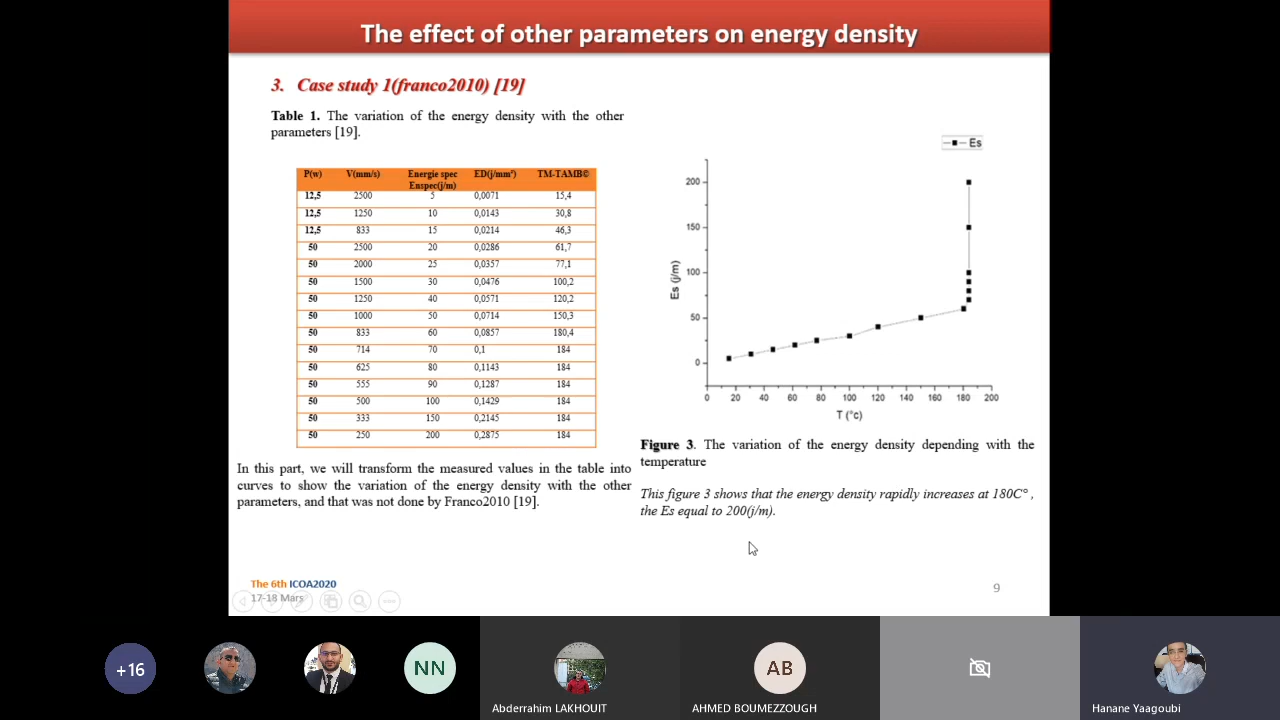 The effect of other parameters on energy density
3. Case study 1(franco2010) [19]
Table 1. The variation of the energy density with the other
parameters [19].
P(w) V(mm/s) Energie spec ED(j/mm²) TM-TAMB©
Enspec(j/m)
12,5 2500 5 0,0071 15,4
12,5 1250 10 0,0143 30,8
12,5 833 15 0,0214 46,3
50 2500 20 0,0286 61,7
50 2000 25 0,0357 77,1
50 1500 30 0,0476 100,2
50 1250 40 0,0571 120,2
50 1000 50 0,0714 150,3
50 833 60 0,0857 180,4
50 714 70 0,1 184
50 625 80 0,1143 184
50 555 90 0,1287 184
50 500 100 0,1429 184
50 333 150 0,2145 184
50 250 200 0,2875 184
In this part, we will transform the measured values in the table into
curves to show the variation of the energy density with the other
parameters, and that was not done by Franco2010 [19].
Es
200
150
100
50
0
Es (j/m)
0 20 40 60 80 100 120 140 160 180 200
T (°c)
Figure 3. The variation of the energy density depending with the
temperature
This figure 3 shows that the energy density rapidly increases at 180C° ,
the Es equal to 200(j/m).
The 6th ICOA2020
17-18 Mars
9
+16
NN
AB
Abderrahim LAKHOUIT
AHMED BOUMEZZOUGH
Hanane Yaagoubi